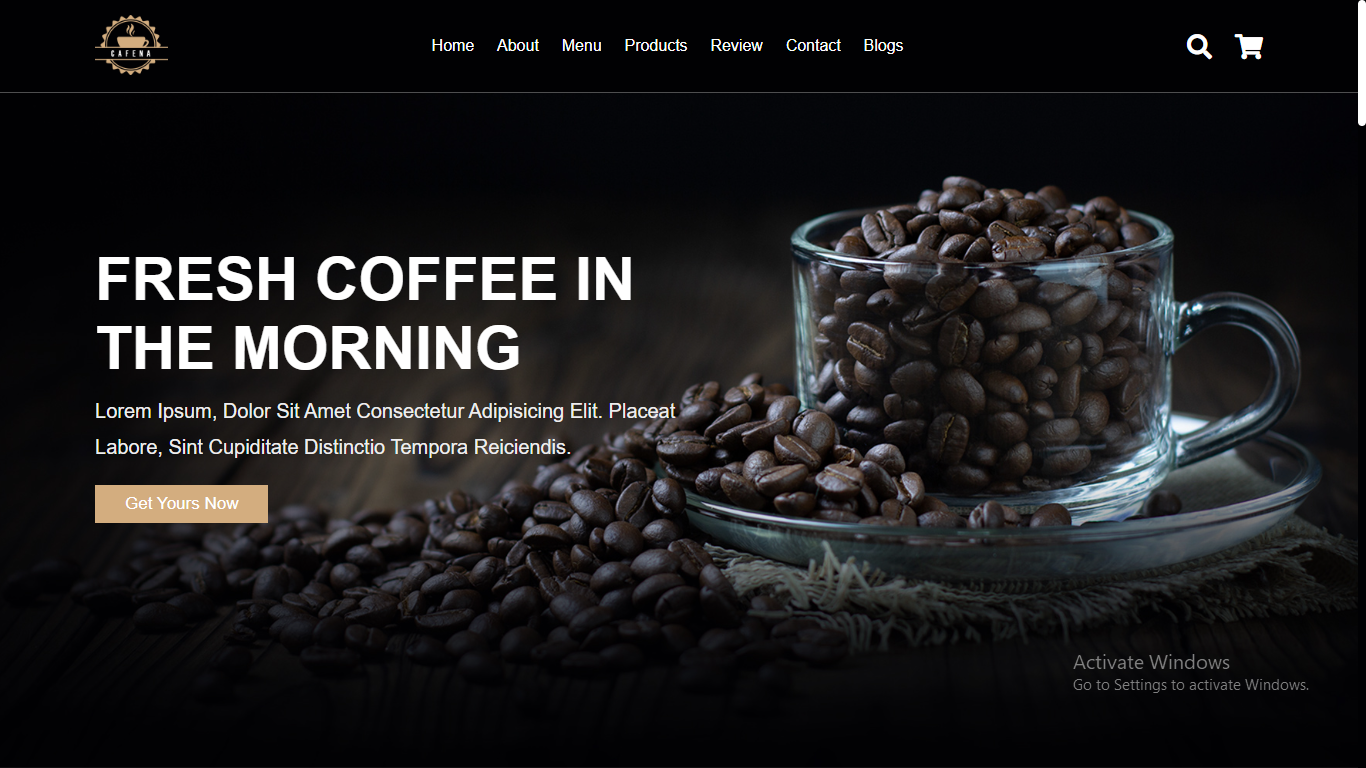 CAFENA
Home About Menu Products Review Contact Blogs
FRESH COFFEE IN
THE MORNING
Lorem Ipsum, Dolor Sit Amet Consectetur Adipisicing Elit. Placeat
Labore, Sint Cupiditate Distinctio Tempora Reiciendis.
Get Yours Now
Activate Windows
Go to Settings to activate Windows.